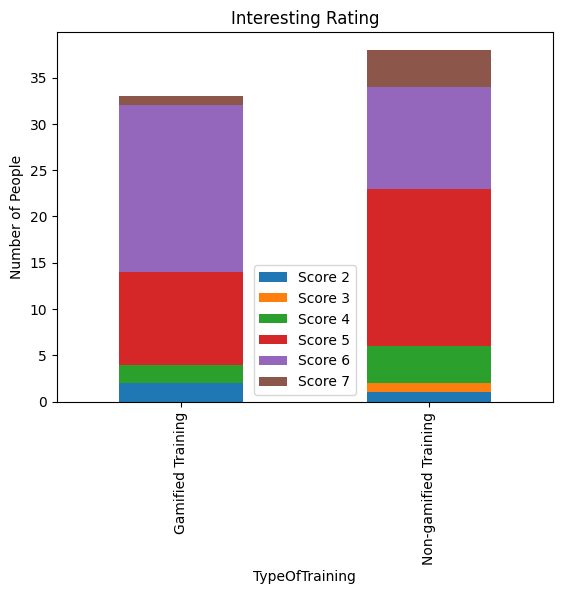 Interesting Rating
Number of People
35
30
25
20
15
10
5
0
Score 2
Score 3
Score 4
Score 5
Score 6
Score 7
Gamified Training
Non-gamified Training
TypeOfTraining